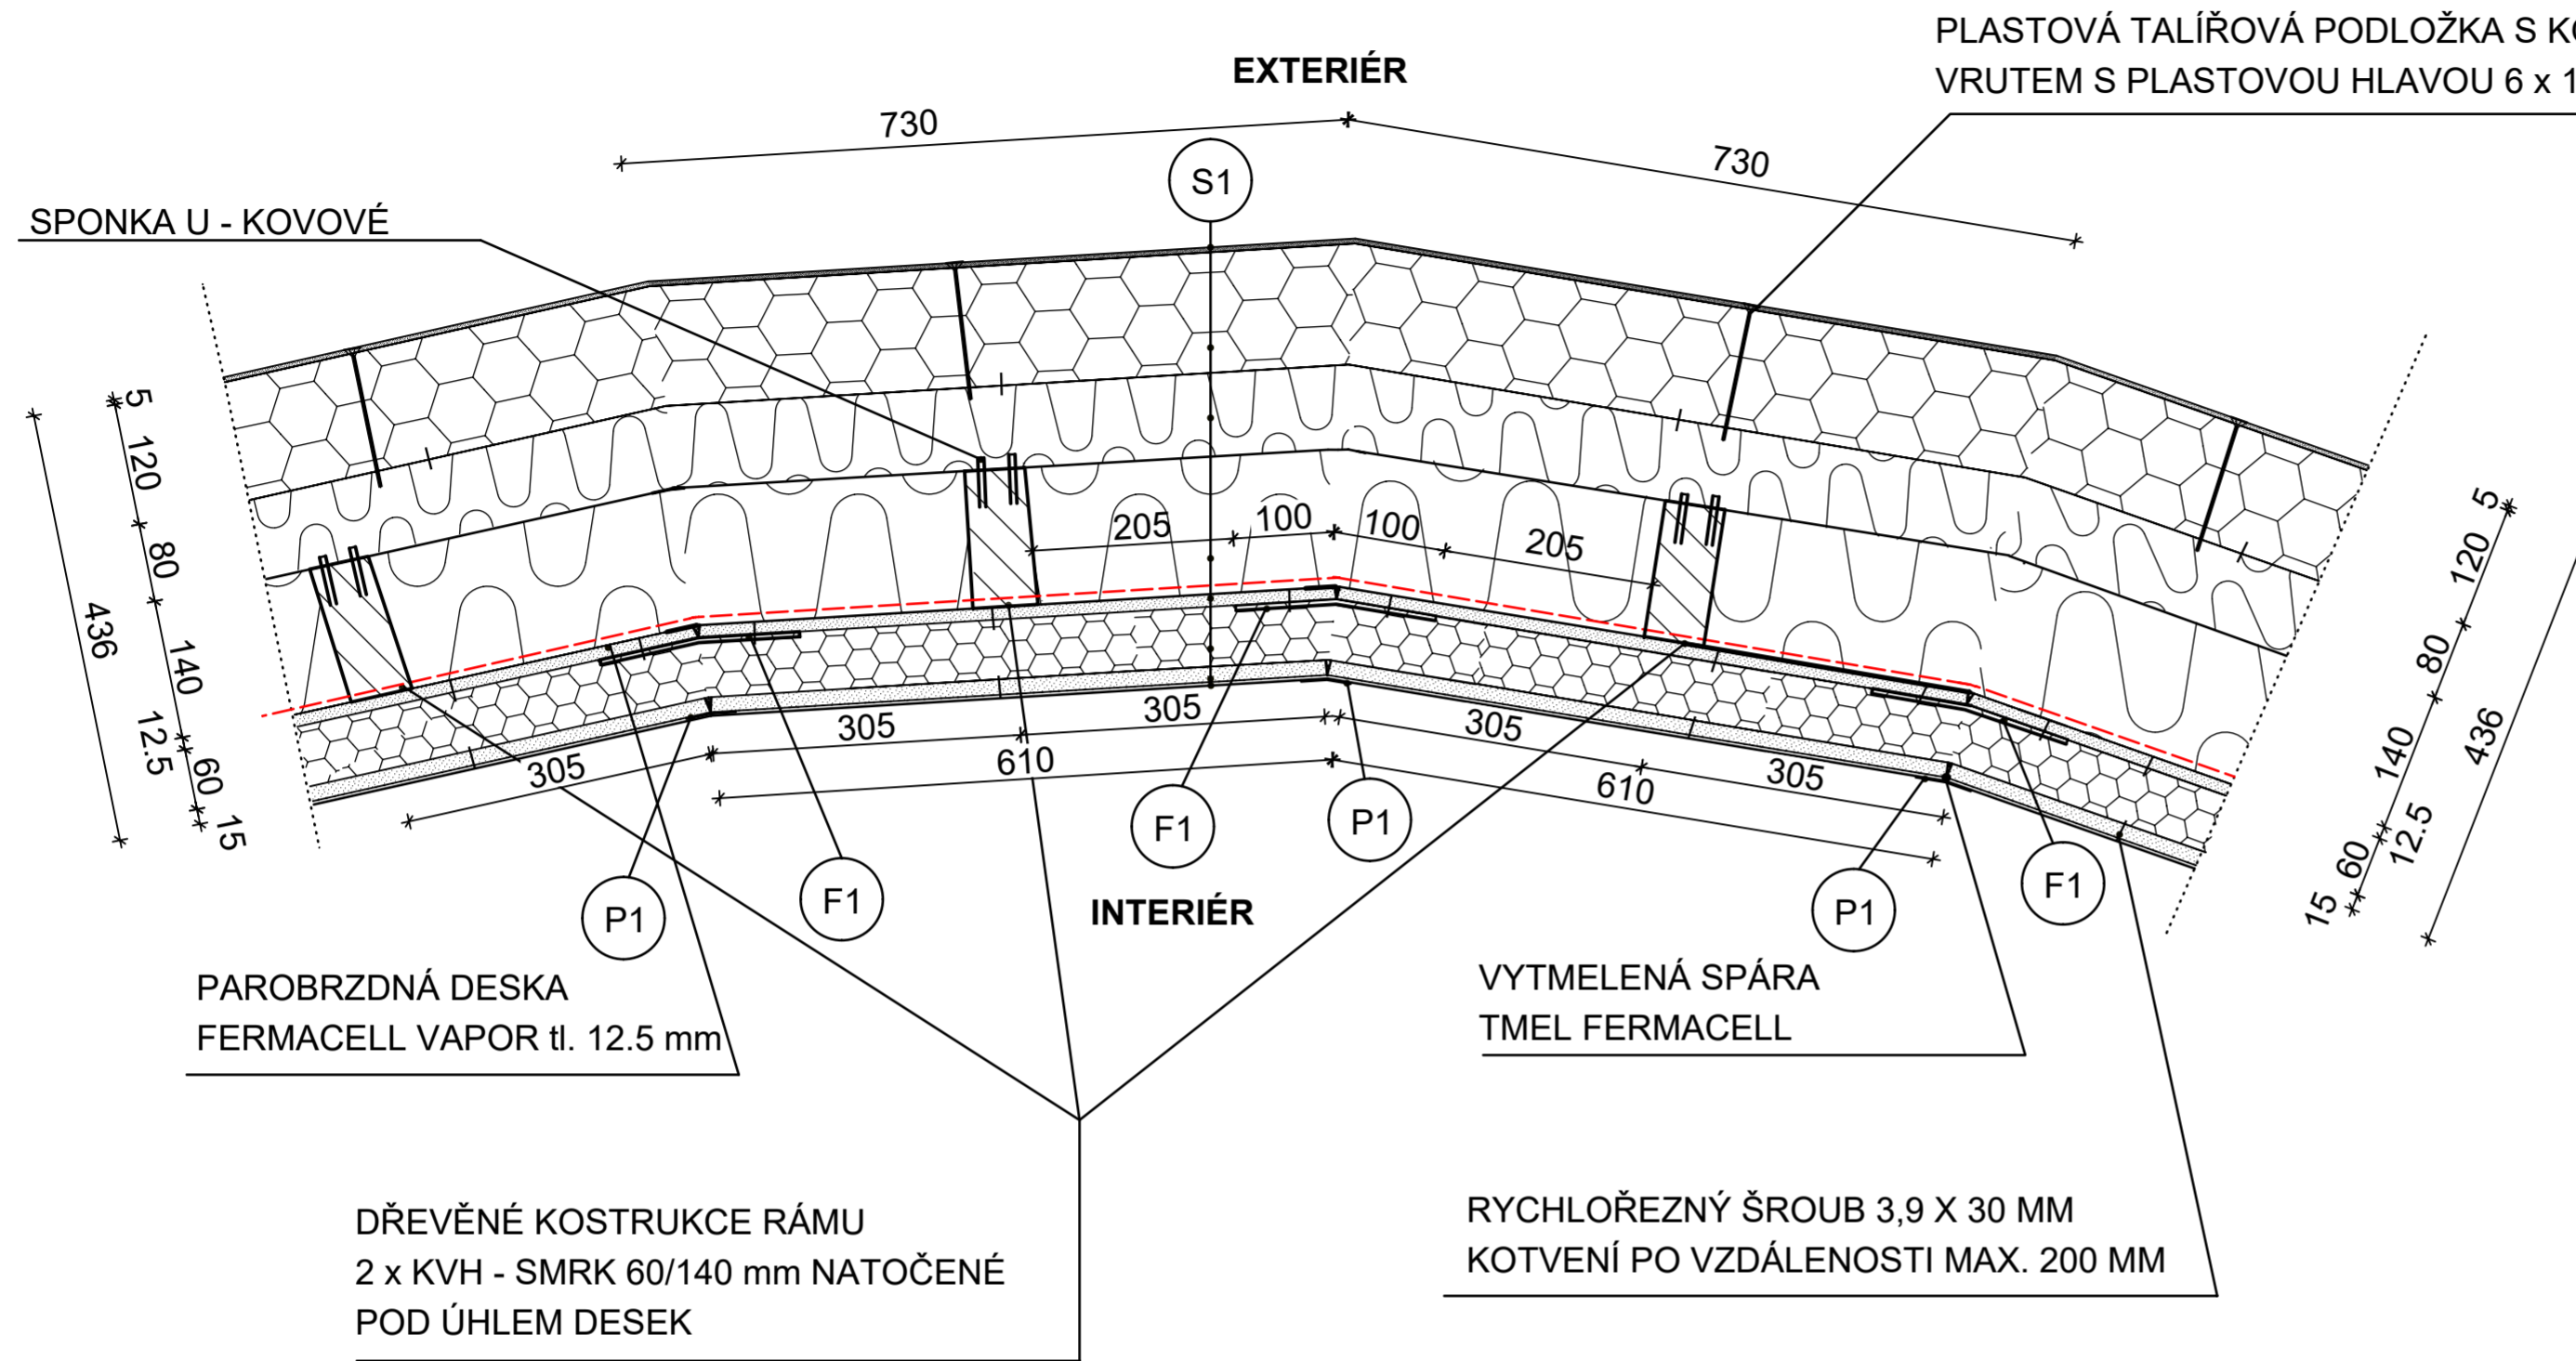 PLASTOVÁ TALÍŘOVÁ PODLOŽKA S
VRUTEM S PLASTOVOU HLAVOU 6 x 1
EXTERIÉR
730
730
S1
SPONKA U - KOVOVÉ
5
120
80
140
12.5
60
15
436
205
100
100
205
5
120
80
140
12.5
60
15
436
305
305
305
610
305
305
610
P1
F1
F1
P1
P1
F1
INTERIÉR
PAROBRZDNÁ DESKA
FERMACELL VAPOR tl. 12.5 mm
VYTMELENÁ SPÁRA
TMEL FERMACELL
DŘEVĚNÉ KOSTRUKCE RÁMU
2 x KVH - SMRK 60/140 mm NATOČENÉ
POD ÚHLEM DESEK
RYCHLOŘEZNÝ ŠROUB 3,9 X 30 MM
KOTVENÍ PO VZDÁLENOSTI MAX. 200 MM